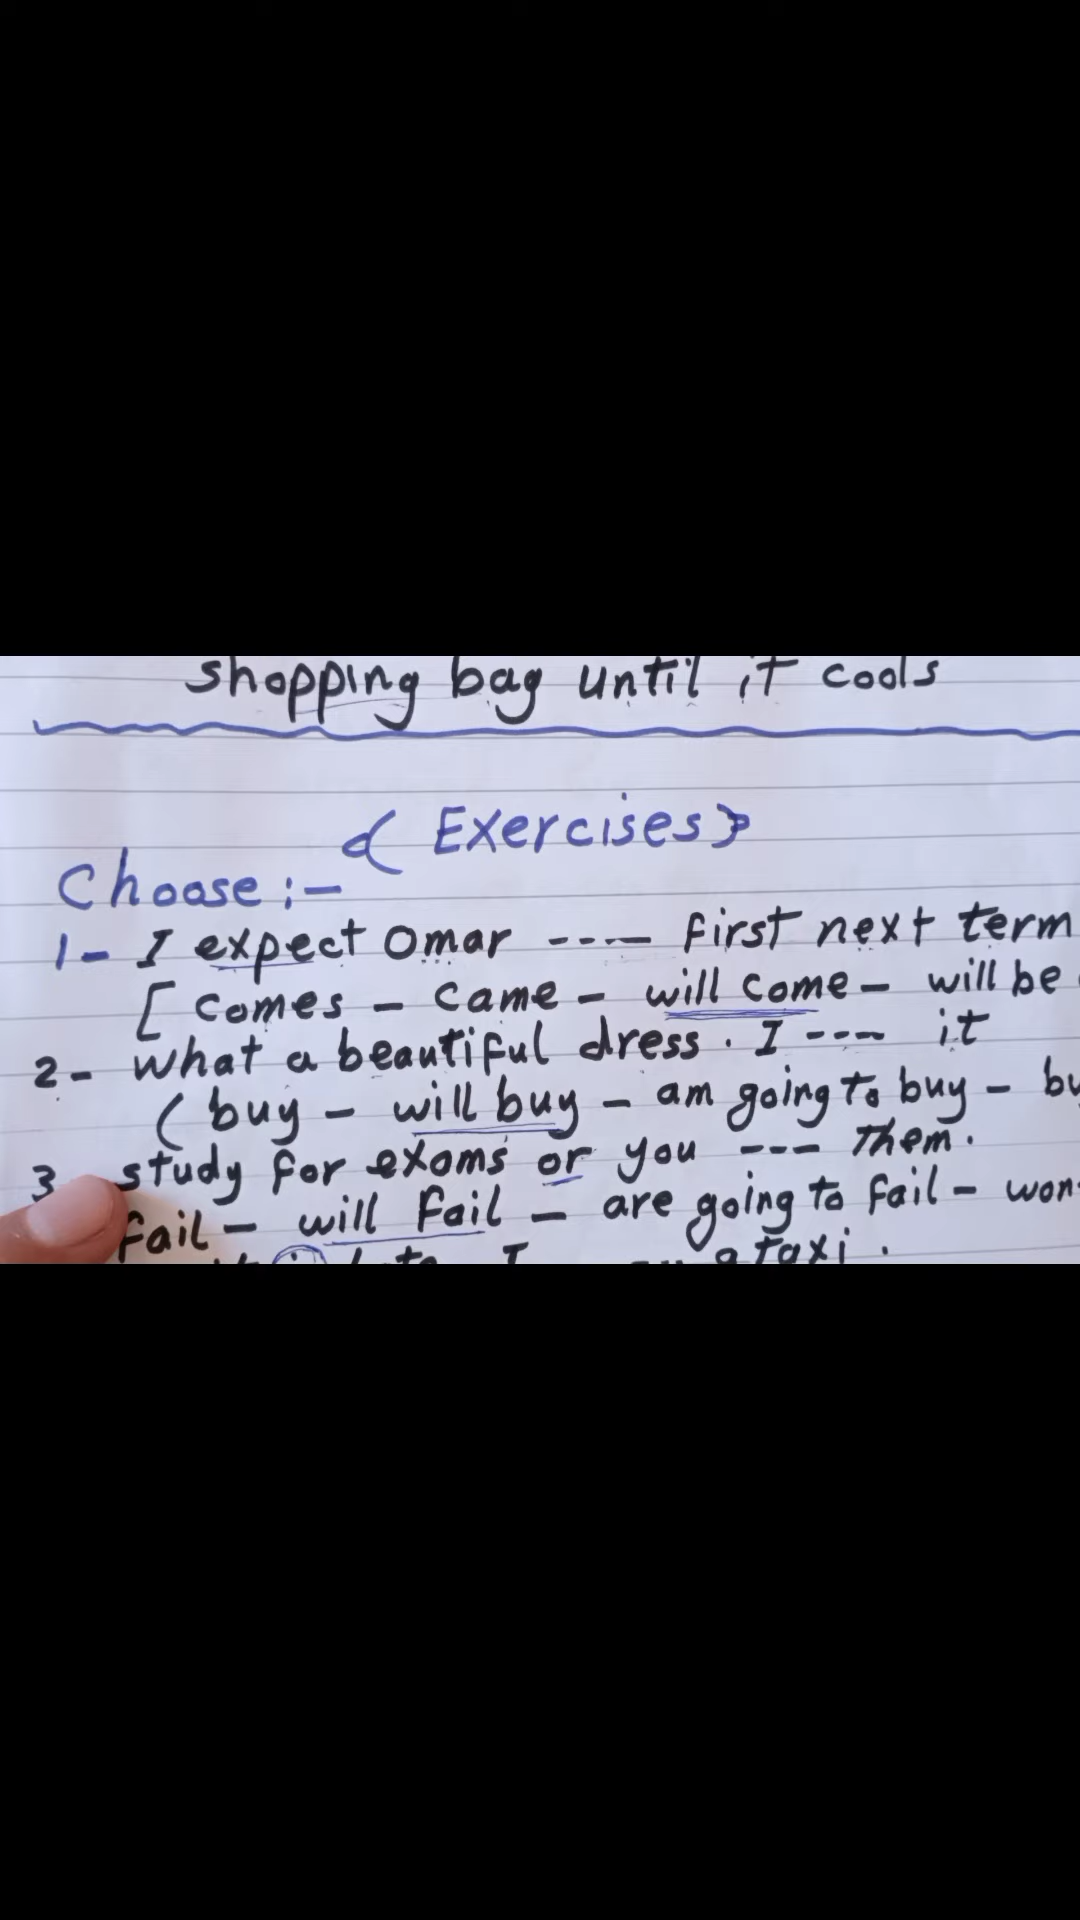 shopping bag until it cools
( Exercises )
Choose :-
1- I expect Omar ---- first next term
[ comes - came - will come - will be
2- what a beautiful dress. I ---- it
( buy - will buy - am going to buy -
3 study for exams or you --- them.
fail - will fail - are going to fail -
I a taxi.